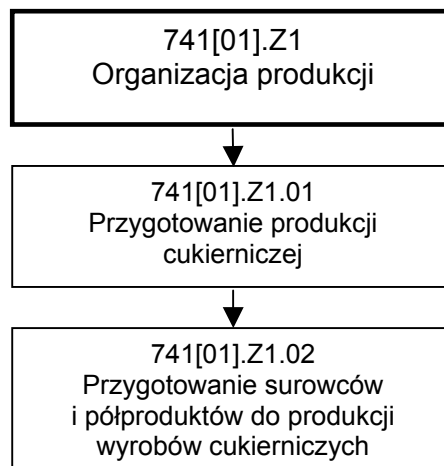 741[01].Z1
Organizacja produkcji
741[01].Z1.01
Przygotowanie produkcji
cukierniczej
741[01].Z1.02
Przygotowanie surowców
i półproduktów do produkcji
wyrobów cukierniczych